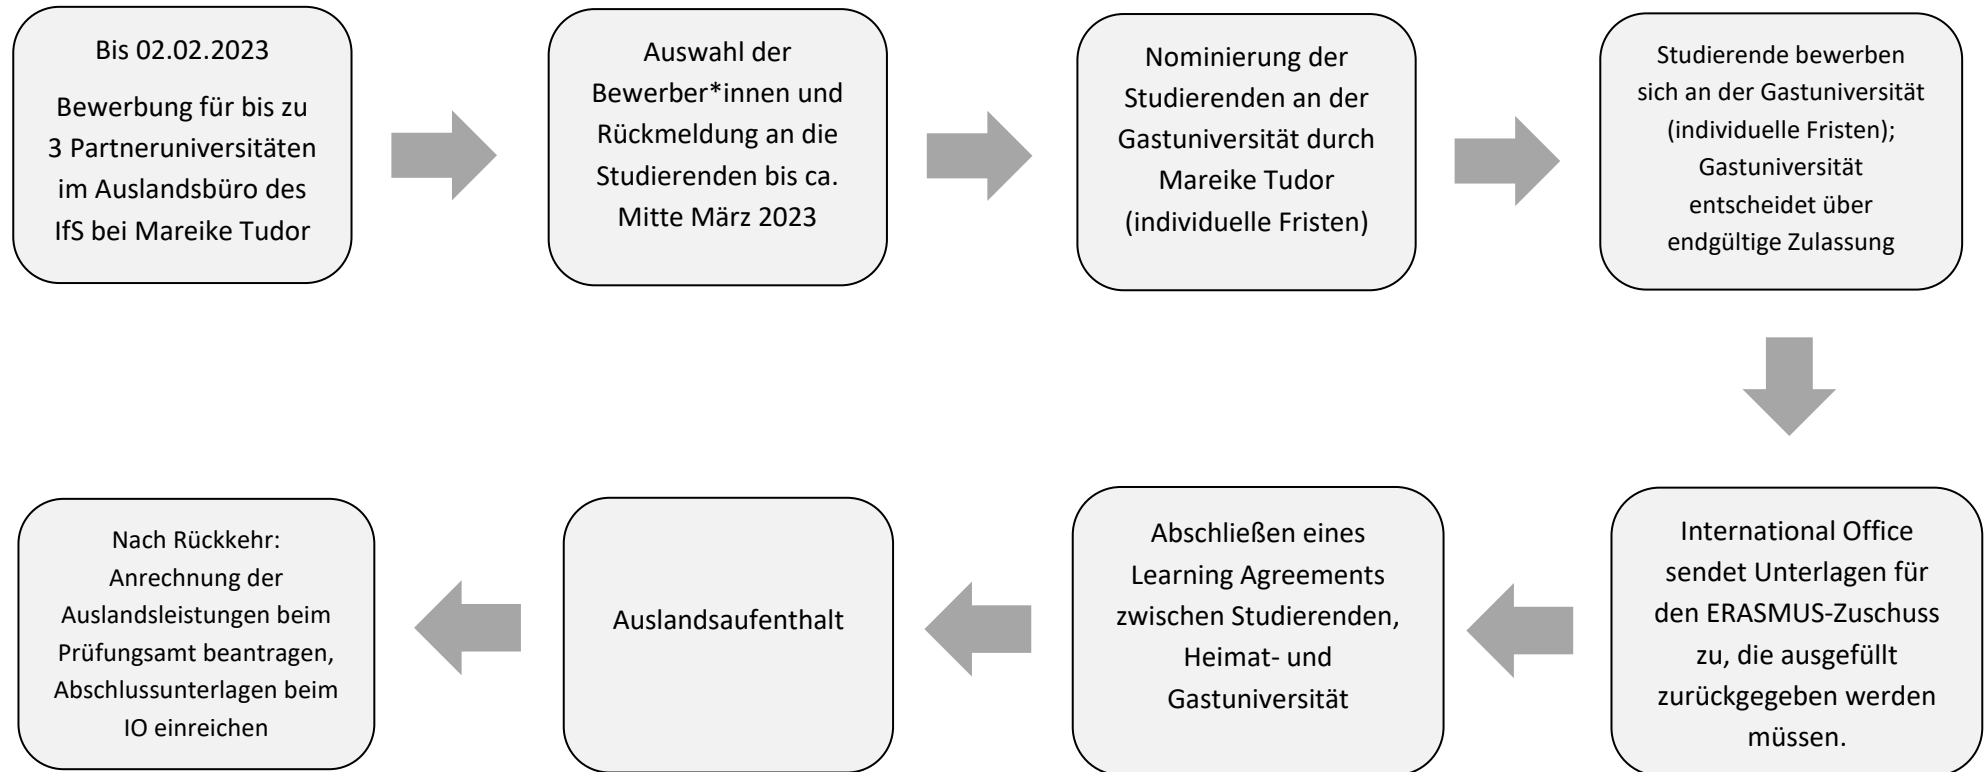 Bis 02.02.2023
Bewerbung für bis zu
3 Partneruniversitäten
im Auslandsbüro des
IfS bei Mareike Tudor
Auswahl der
Bewerber*innen und
Rückmeldung an die
Studierenden bis ca.
Mitte März 2023
Nominierung der
Studierenden an der
Gastuniversität durch
Mareike Tudor
(individuelle Fristen)
Studierende bewerben
sich an der Gastuniversität
(individuelle Fristen);
Gastuniversität
entscheidet über
endgültige Zulassung
International Office
sendet Unterlagen für
den ERASMUS-Zuschuss
zu, die ausgefüllt
zurückgegeben werden
müssen.
Abschließen eines
Learning Agreements
zwischen Studierenden,
Heimat- und
Gastuniversität
Auslandsaufenthalt
Nach Rückkehr:
Anrechnung der
Auslandsleistungen beim
Prüfungsamt beantragen,
Abschlussunterlagen beim
IO einreichen